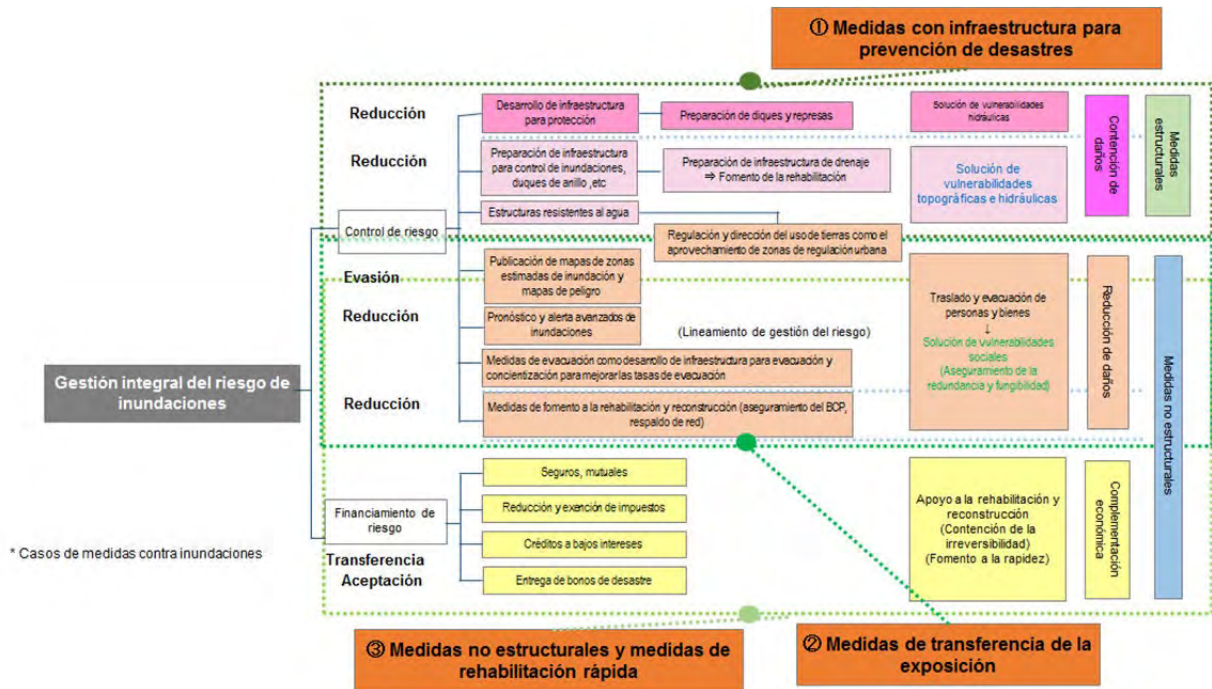 ① Medidas con infraestructura para
prevención de desastres
Reducción
Desarrollo de infraestructura
para protección
Preparación de diques y represas
Solución de vulnerabilidades
hidráulicas
Contención de
daños
Medidas
estructurales
Reducción
Preparación de infraestructura
para control de inundaciones,
duques de anillo ,etc
Preparación de infraestructura de drenaje
⇒ Fomento de la rehabilitación
Solución de
vulnerabilidades
topográficas e hidráulicas
Estructuras resistentes al agua
Control de riesgo
Regulación y dirección del uso de tierras como el
aprovechamiento de zonas de regulación urbana
Evasión
Publicación de mapas de zonas
estimadas de inundación y
mapas de peligro
Reducción
Pronóstico y alerta avanzados de
inundaciones
(Lineamiento de gestión del riesgo)
Traslado y evacuación de
personas y bienes
↓
Solución de vulnerabilidades
sociales
(Aseguramiento de la
redundancia y fungibilidad)
Reducción de daños
Medidas no estructurales
Medidas de evacuación como desarrollo de infraestructura para evacuación y
concientización para mejorar las tasas de evacuación
Gestión integral del riesgo de
inundaciones
Reducción
Medidas de fomento a la rehabilitación y reconstrucción (aseguramiento del BCP,
respaldo de red)
Seguros, mutuales
Financiamiento de
riesgo
Reducción y exención de impuestos
Apoyo a la rehabilitación y
reconstrucción
(Contención de la
irreversibilidad)
(Fomento a la rapidez)
Complementación
económica
* Casos de medidas contra inundaciones
Créditos a bajos intereses
Transferencia
Aceptación
Entrega de bonos de desastre
③ Medidas no estructurales y medidas de
rehabilitación rápida
② Medidas de transferencia de la
exposición